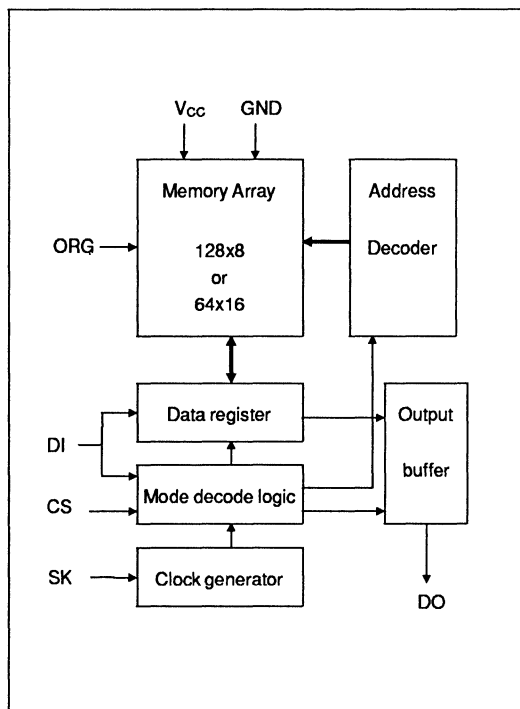 Vcc GND
Memory Array
Address
ORG
128x8
Decoder
or
64x16
Data register
Output
DI
buffer
Mode decode logic
CS
SK
Clock generator
DO